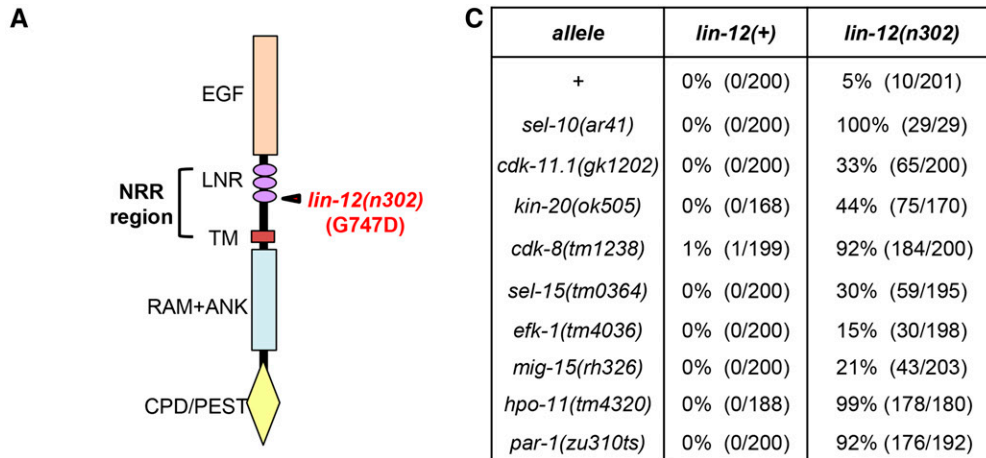 A
EGF
LNR
NRR
region
lin-12(n302)
(G747D)
TM
RAM+ANK
CPD/PEST
C
allele lin-12(+) lin-12(n302)
+ 0% (0/200) 5% (10/201)
sel-10(ar41) 0% (0/200) 100% (29/29)
cdk-11.1(gk1202) 0% (0/200) 33% (65/200)
kin-20(ok505) 0% (0/168) 44% (75/170)
cdk-8(tm1238) 1% (1/199) 92% (184/200)
sel-15(tm0364) 0% (0/200) 30% (59/195)
efk-1(tm4036) 0% (0/200) 15% (30/198)
mig-15(rh326) 0% (0/200) 21% (43/203)
hpo-11(tm4320) 0% (0/188) 99% (178/180)
par-1(zu310ts) 0% (0/200) 92% (176/192)